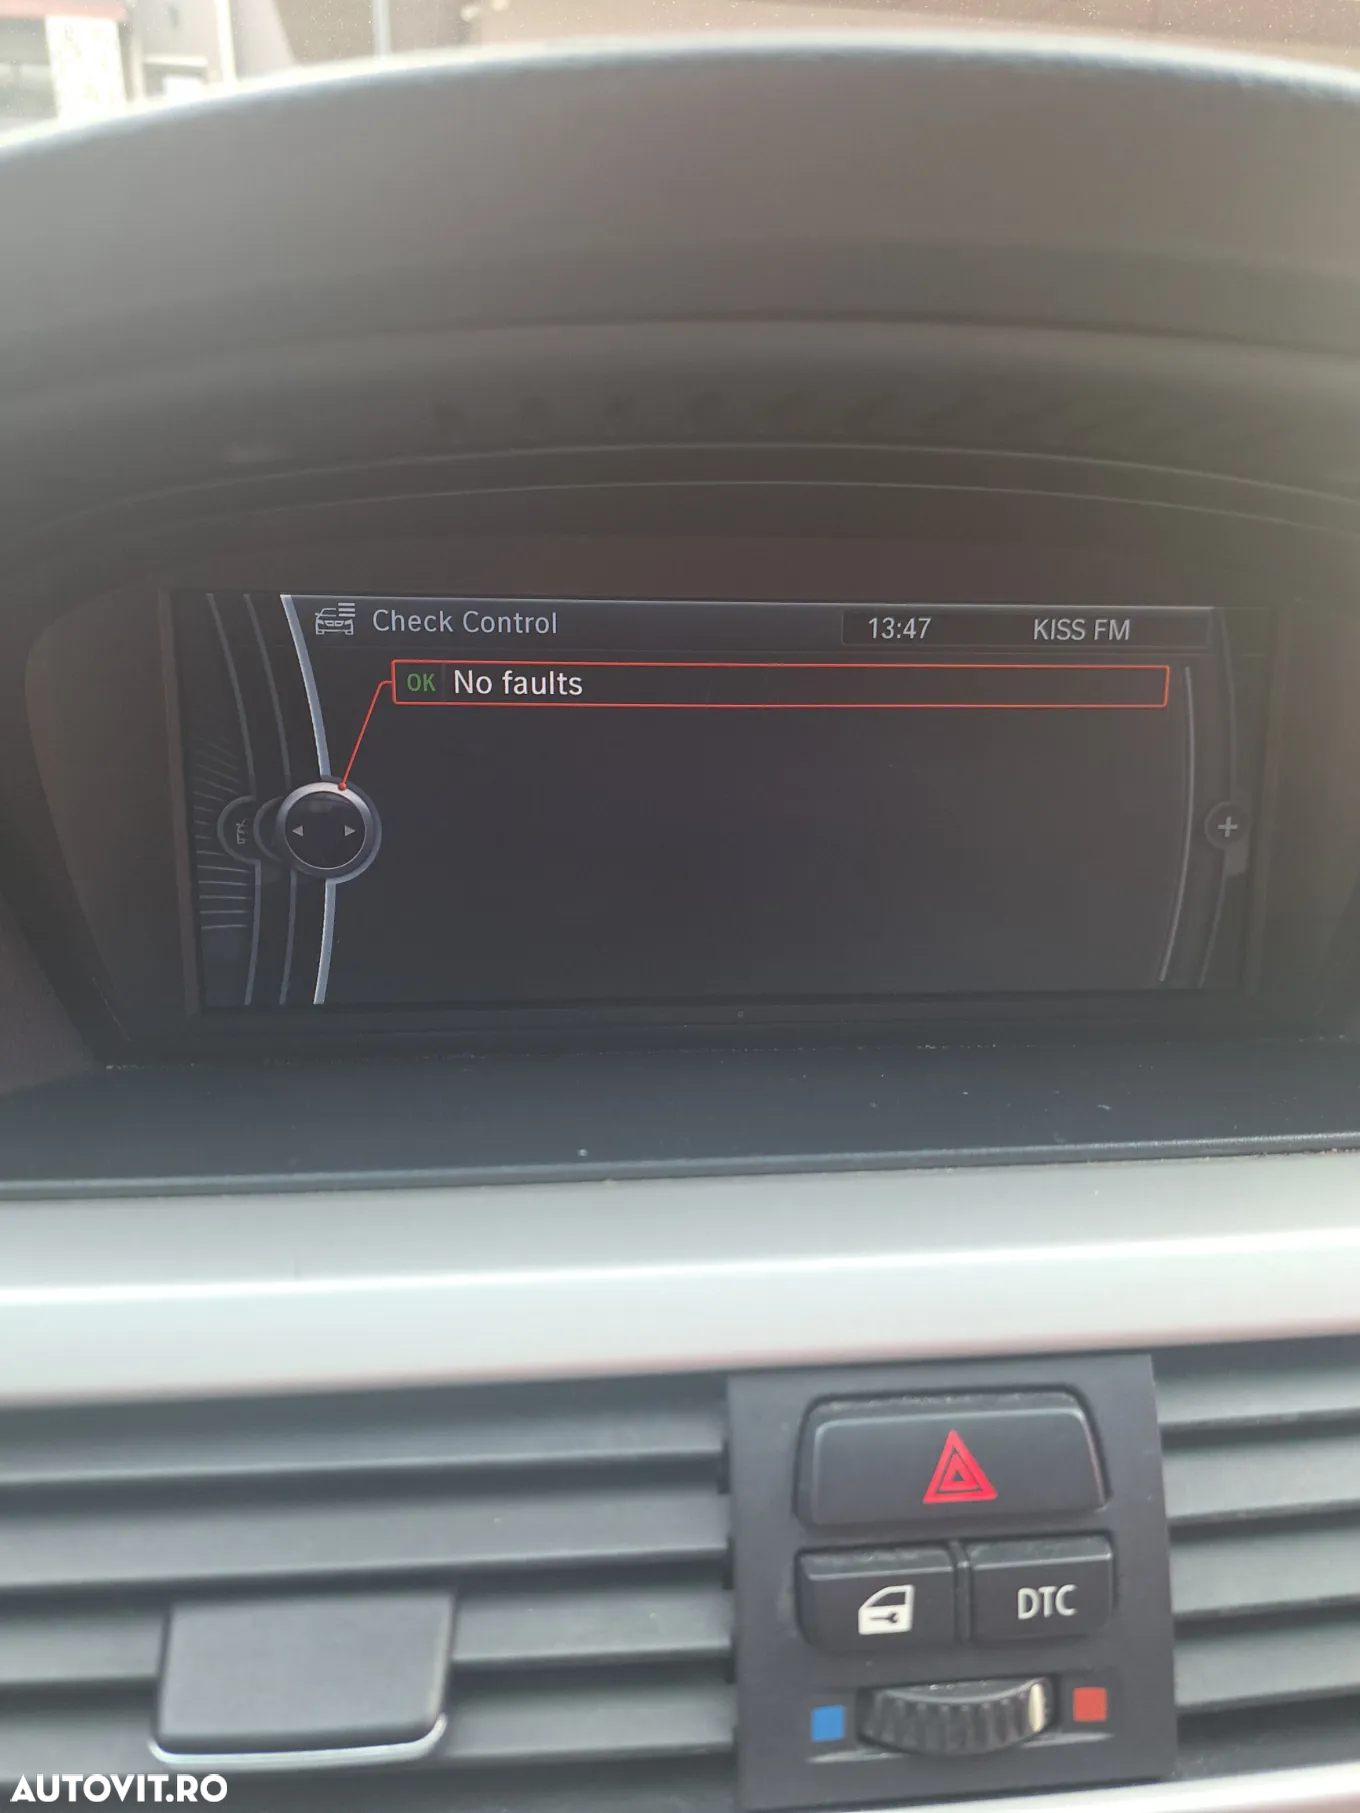 Check Control
13:47
KISS FM
OK No faults
DTC
AUTOVIT.RO